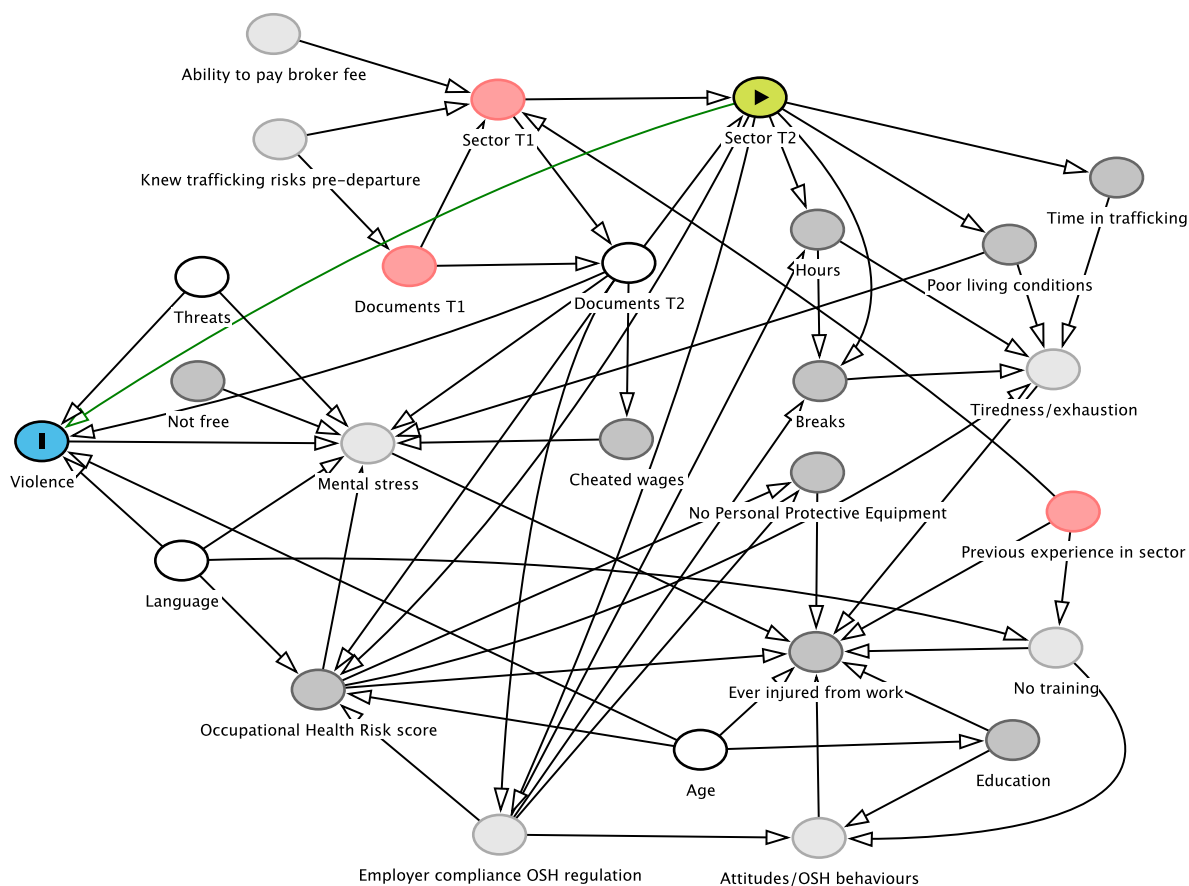 Ability to pay broker fee
Sector T1
Sector T2
Knew trafficking risks pre-departure
Time in trafficking
Hours
Poor living conditions
Documents T1
Documents T2
Threats
Not free
Breaks
Tiredness/exhaustion
Violence
Mental stress
Cheated wages
No Personal Protective Equipment
Previous experience in sector
Language
No training
Ever injured from work
Occupational Health Risk score
Age
Education
Employer compliance OSH regulation
Attitudes/OSH behaviours